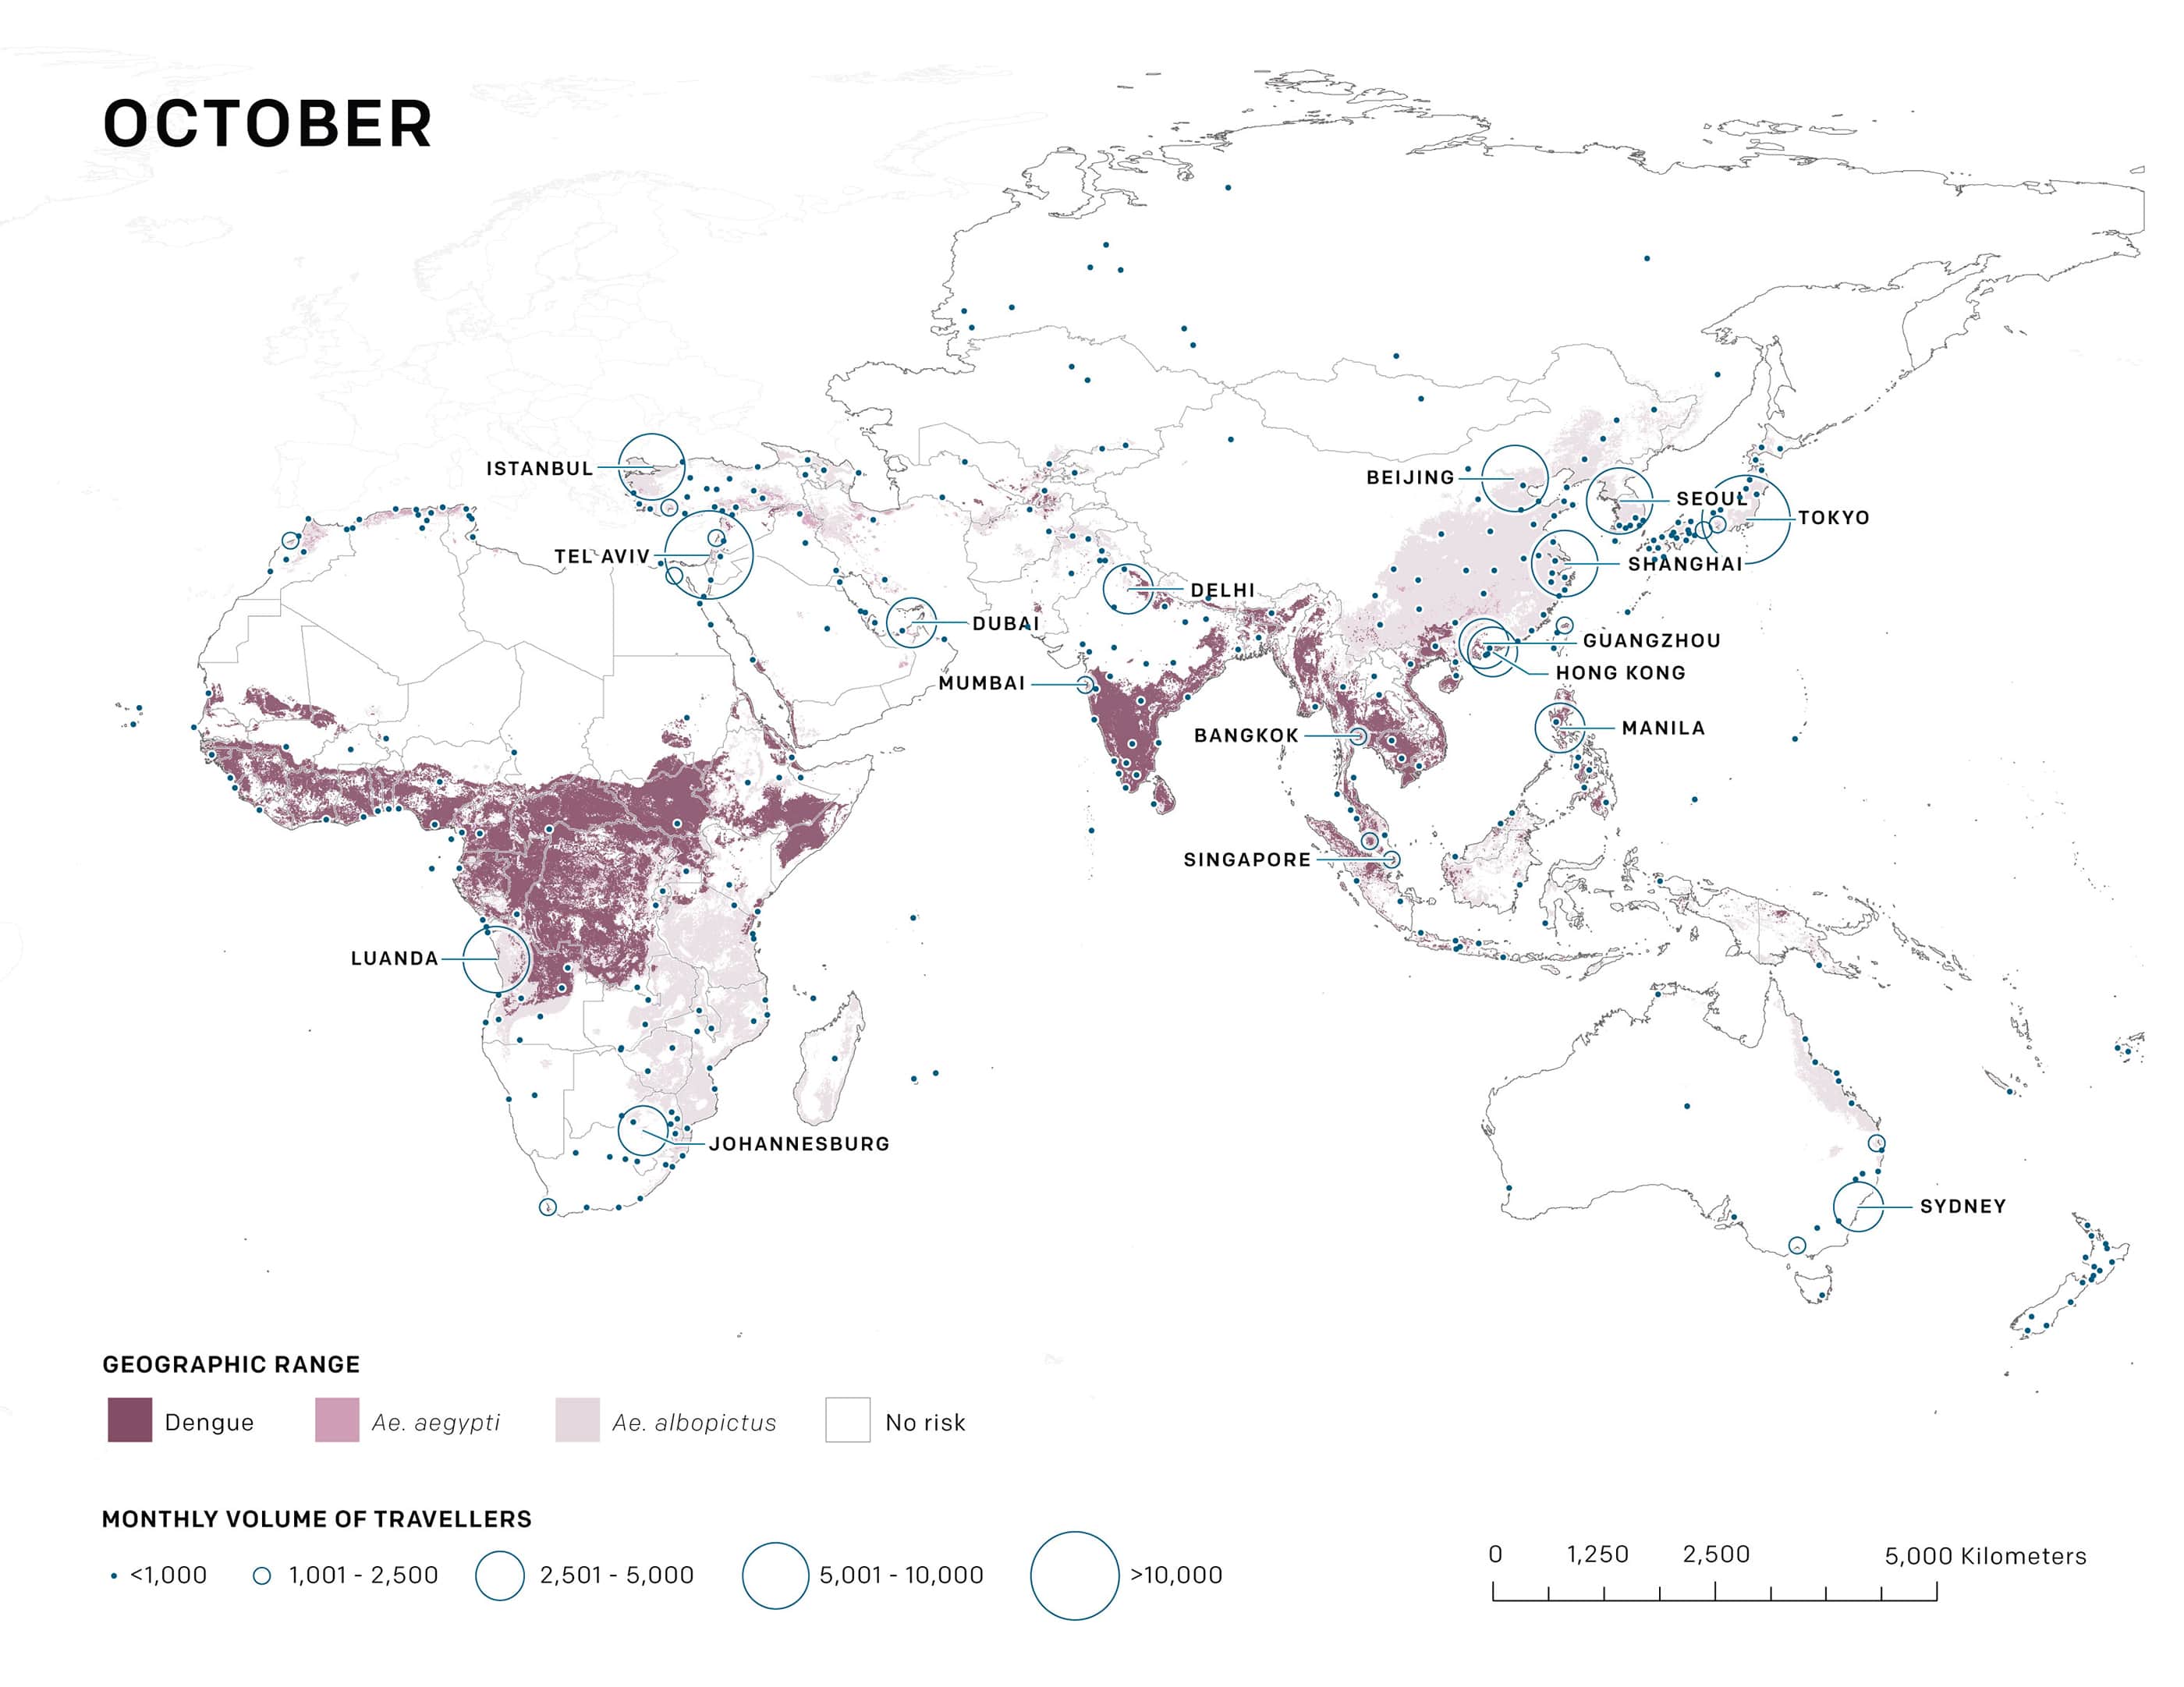 OCTOBER
ISTANBUL
BEIJING
SEOUL
TOKYO
TEL AVIV
SHANGHAI
DELHI
DUBAI
GUANGZHOU
HONG KONG
MUMBAI
MANILA
BANGKOK
SINGAPORE
LUANDA
JOHANNESBURG
SYDNEY
GEOGRAPHIC RANGE
Dengue Ae. aegypti Ae. albopictus No risk
MONTHLY VOLUME OF TRAVELLERS
<1,000 1,001 - 2,500 2,501 - 5,000 5,001 - 10,000 >10,000
0 1,250 2,500 5,000 Kilometers